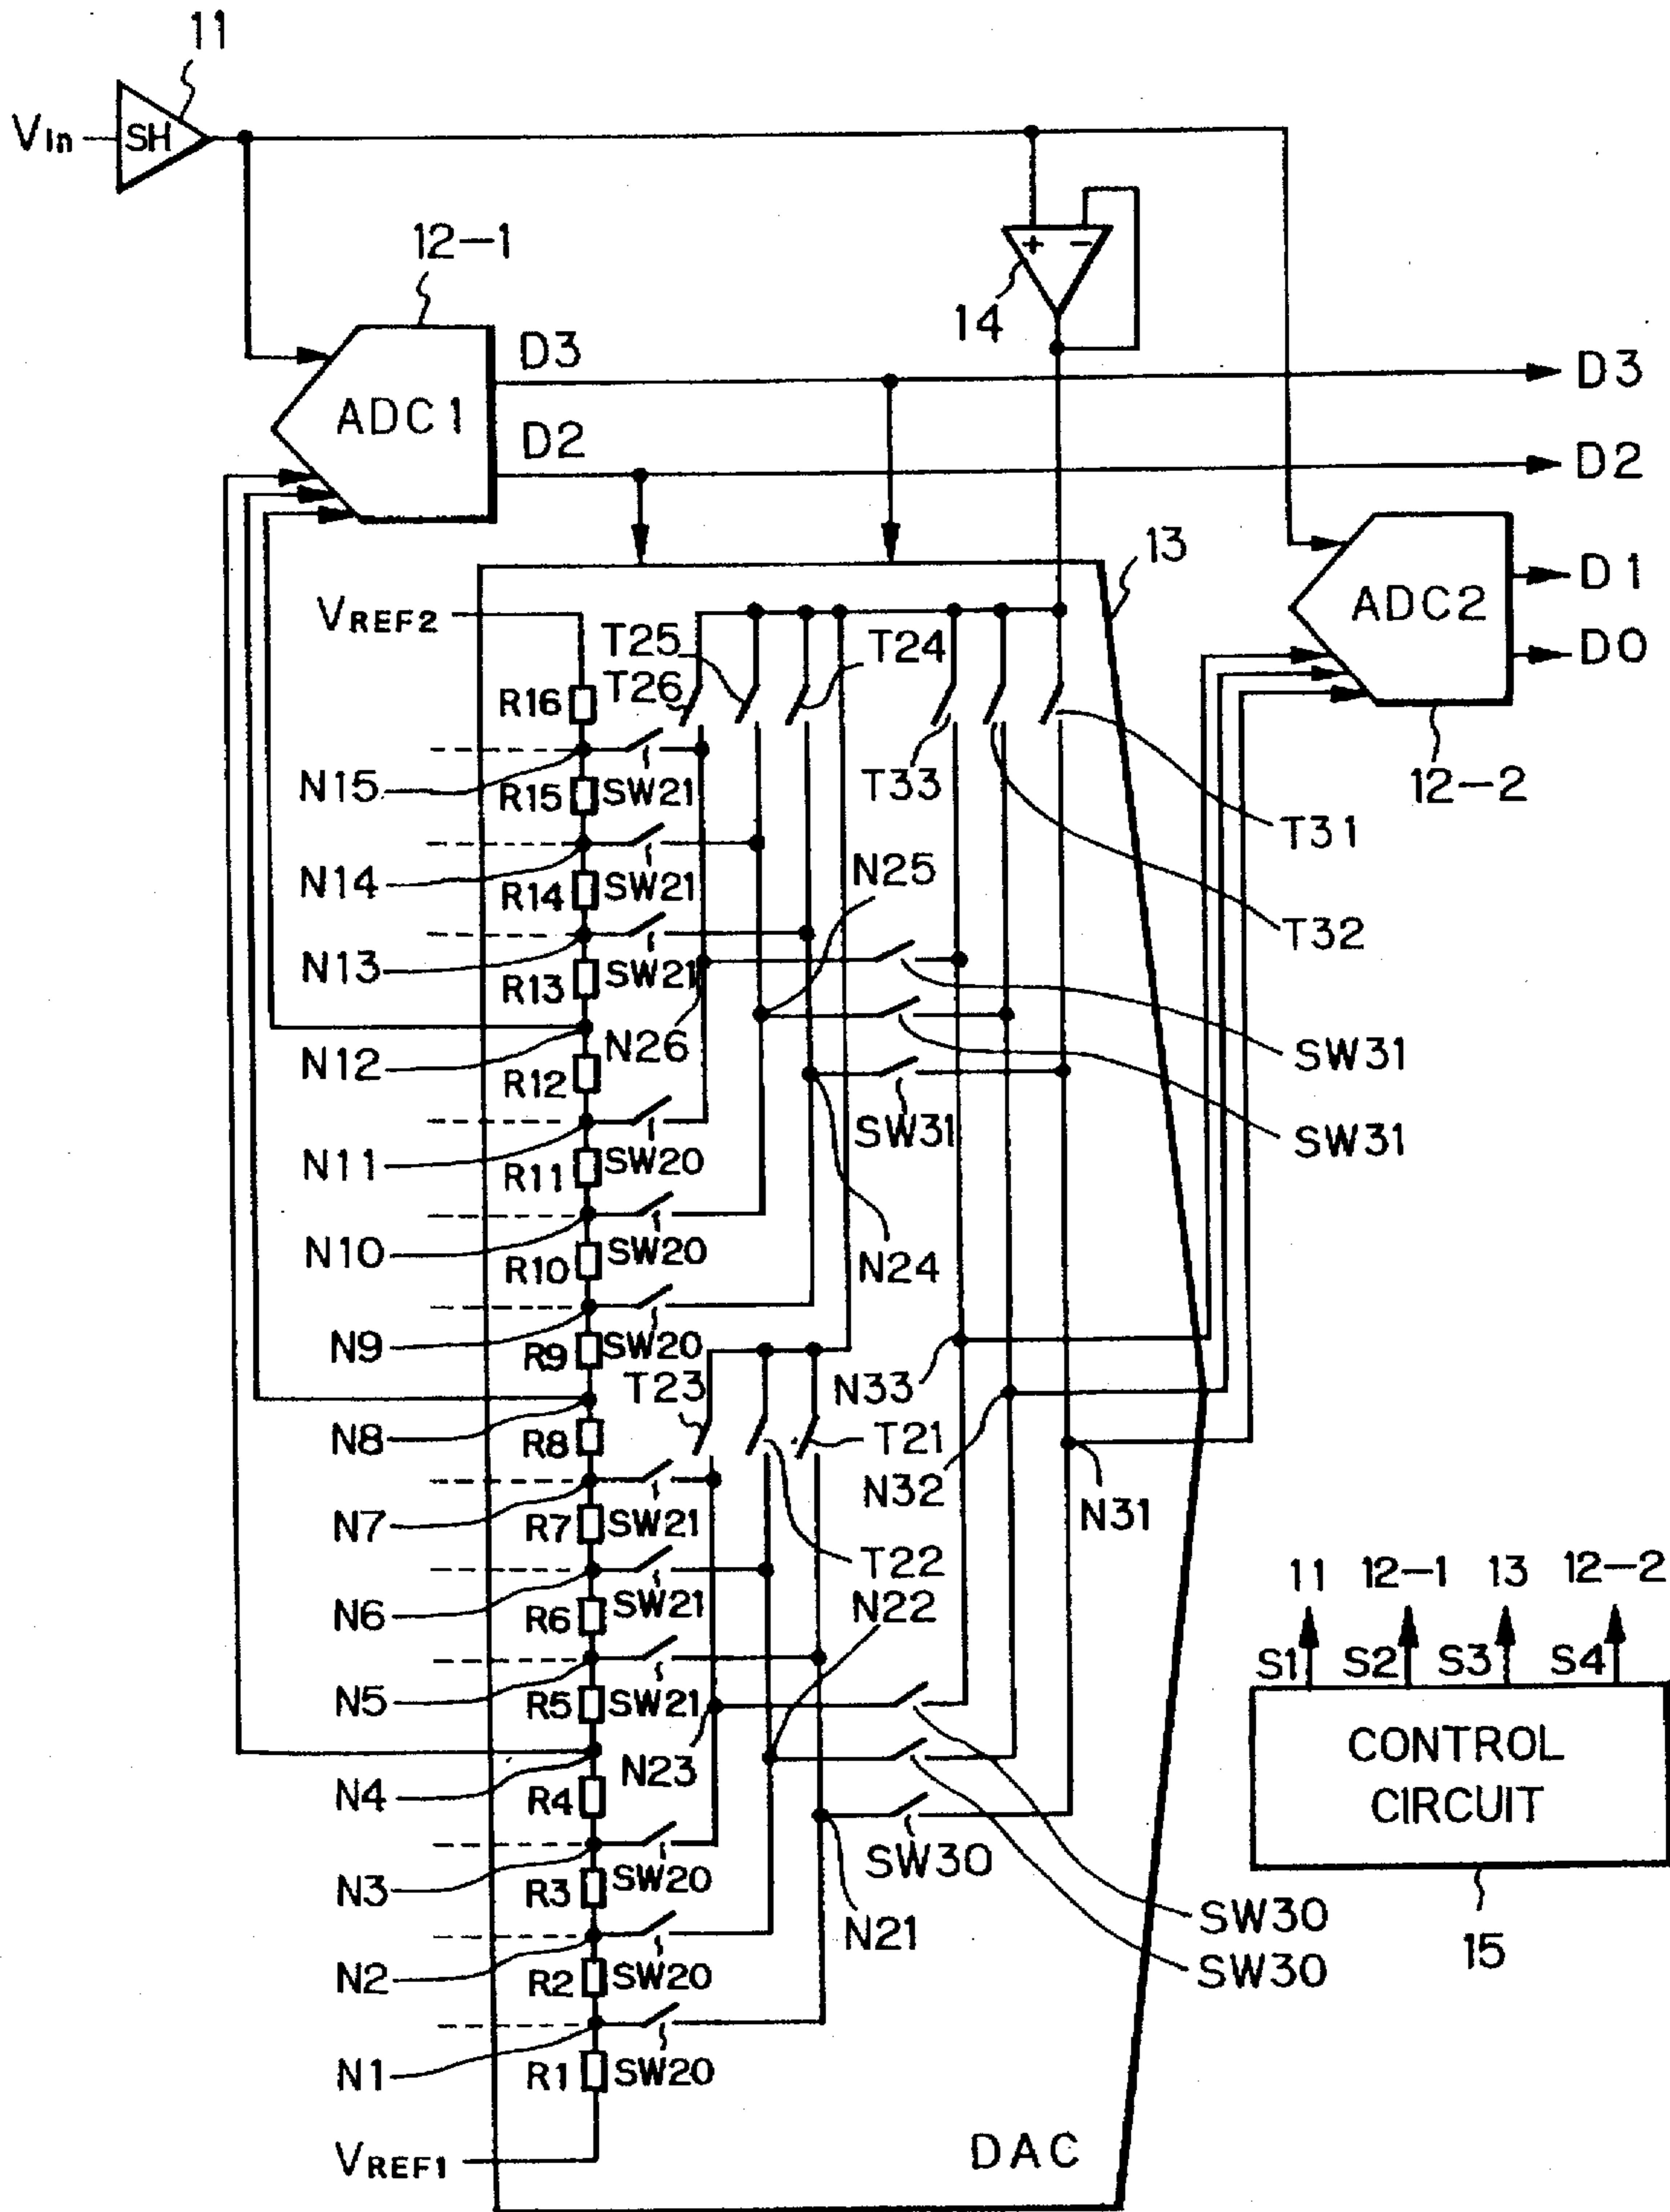 11
VIn
SH
12-1
+ −
14
D3
D3
ADC1
D2
D2
13
D1
ADC2
D0
VREF2
T25
T24
T26
R16
T33
12-2
N15
R15
SW21
T31
N14
R14
SW21
N25
T32
N13
R13
SW21
N26
SW31
N12
R12
SW31
SW31
N11
R11
SW20
N10
R10
SW20
N24
N9
R9
SW20
T23
N33
N8
R8
T21
N32
N31
N7
R7
SW21
T22
11
12-1
13
12-2
N6
R6
SW21
N22
S1
S2
S3
S4
N5
R5
SW21
N23
CONTROL
CIRCUIT
N4
R4
SW30
N3
R3
SW20
SW30
N21
15
N2
R2
SW20
SW30
N1
R1
SW20
DAC
VREF1